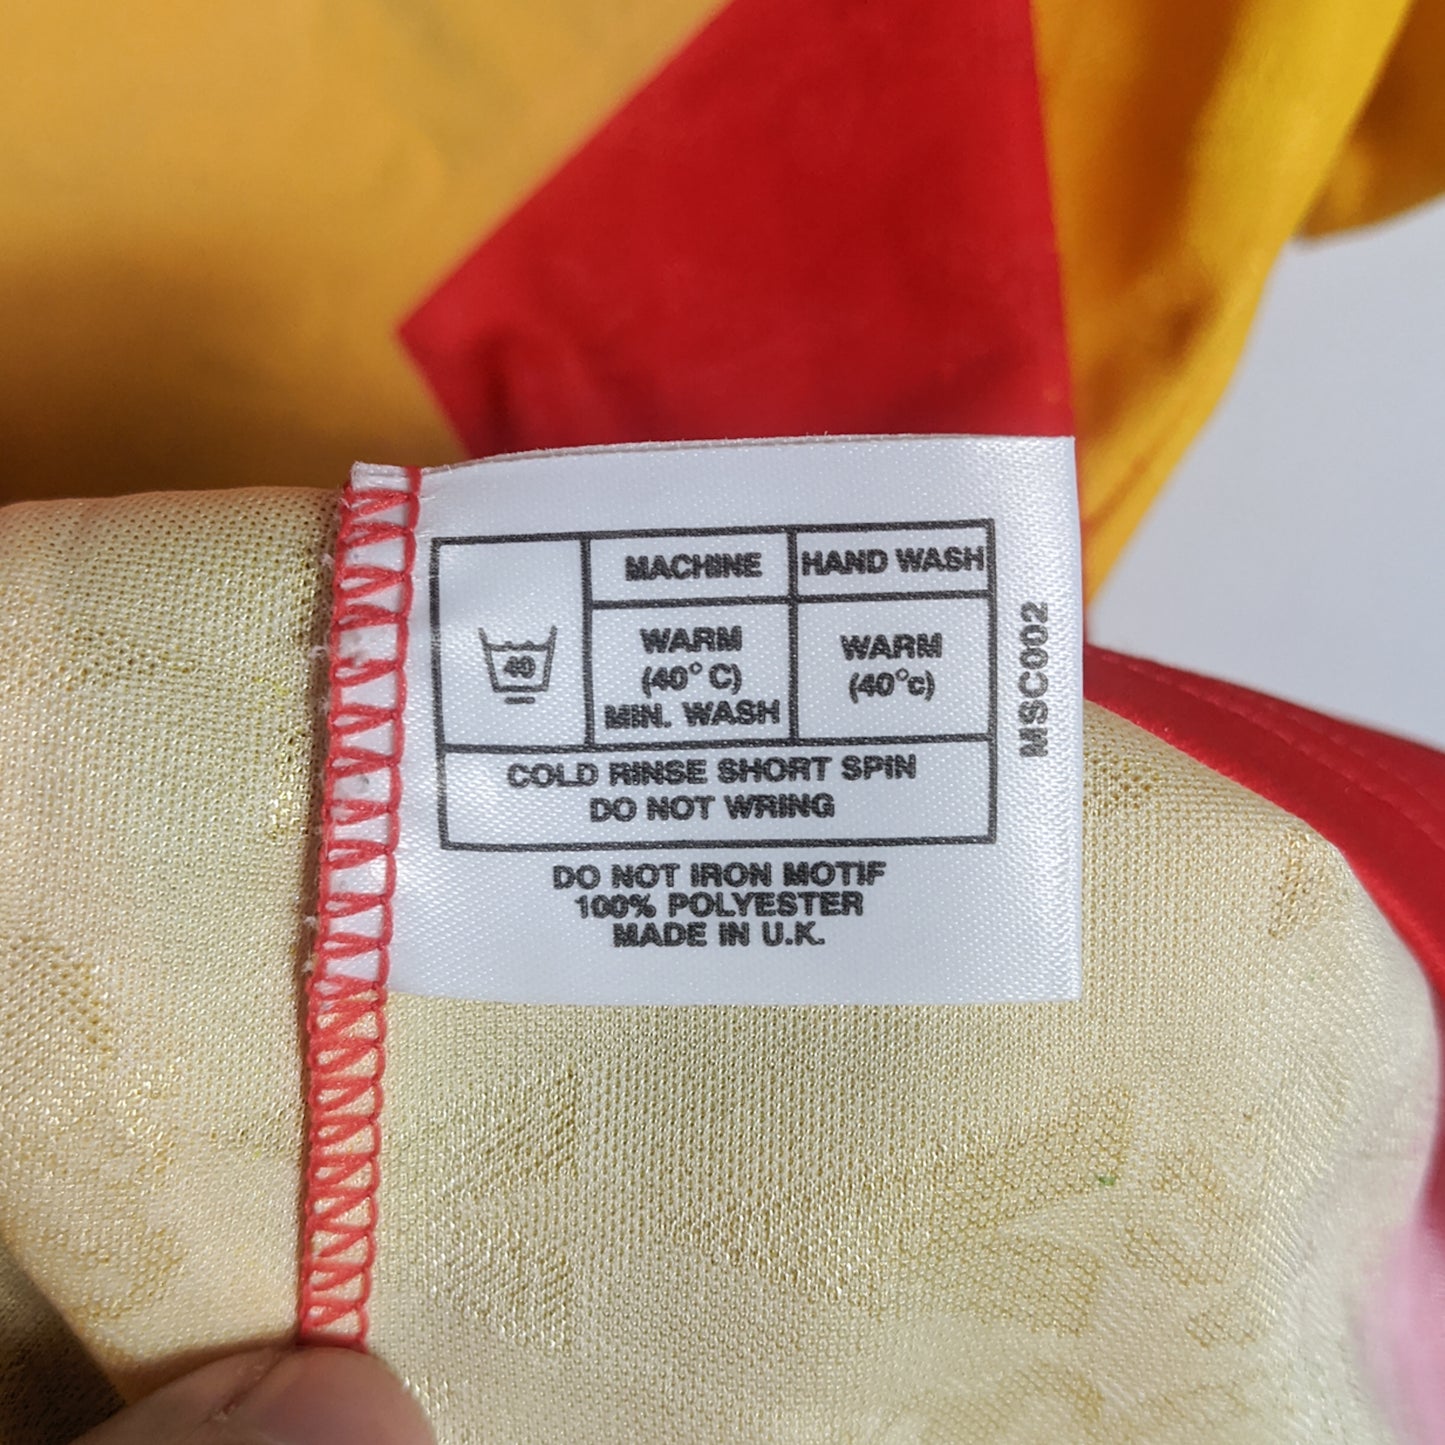 MACHINE
HAND WASH
40
WARM
(40° C)
MIN. WASH
WARM
(40°c)
COLD RINSE SHORT SPIN
DO NOT WRING
DO NOT IRON MOTIF
100% POLYESTER
MADE IN U.K.
MSC002